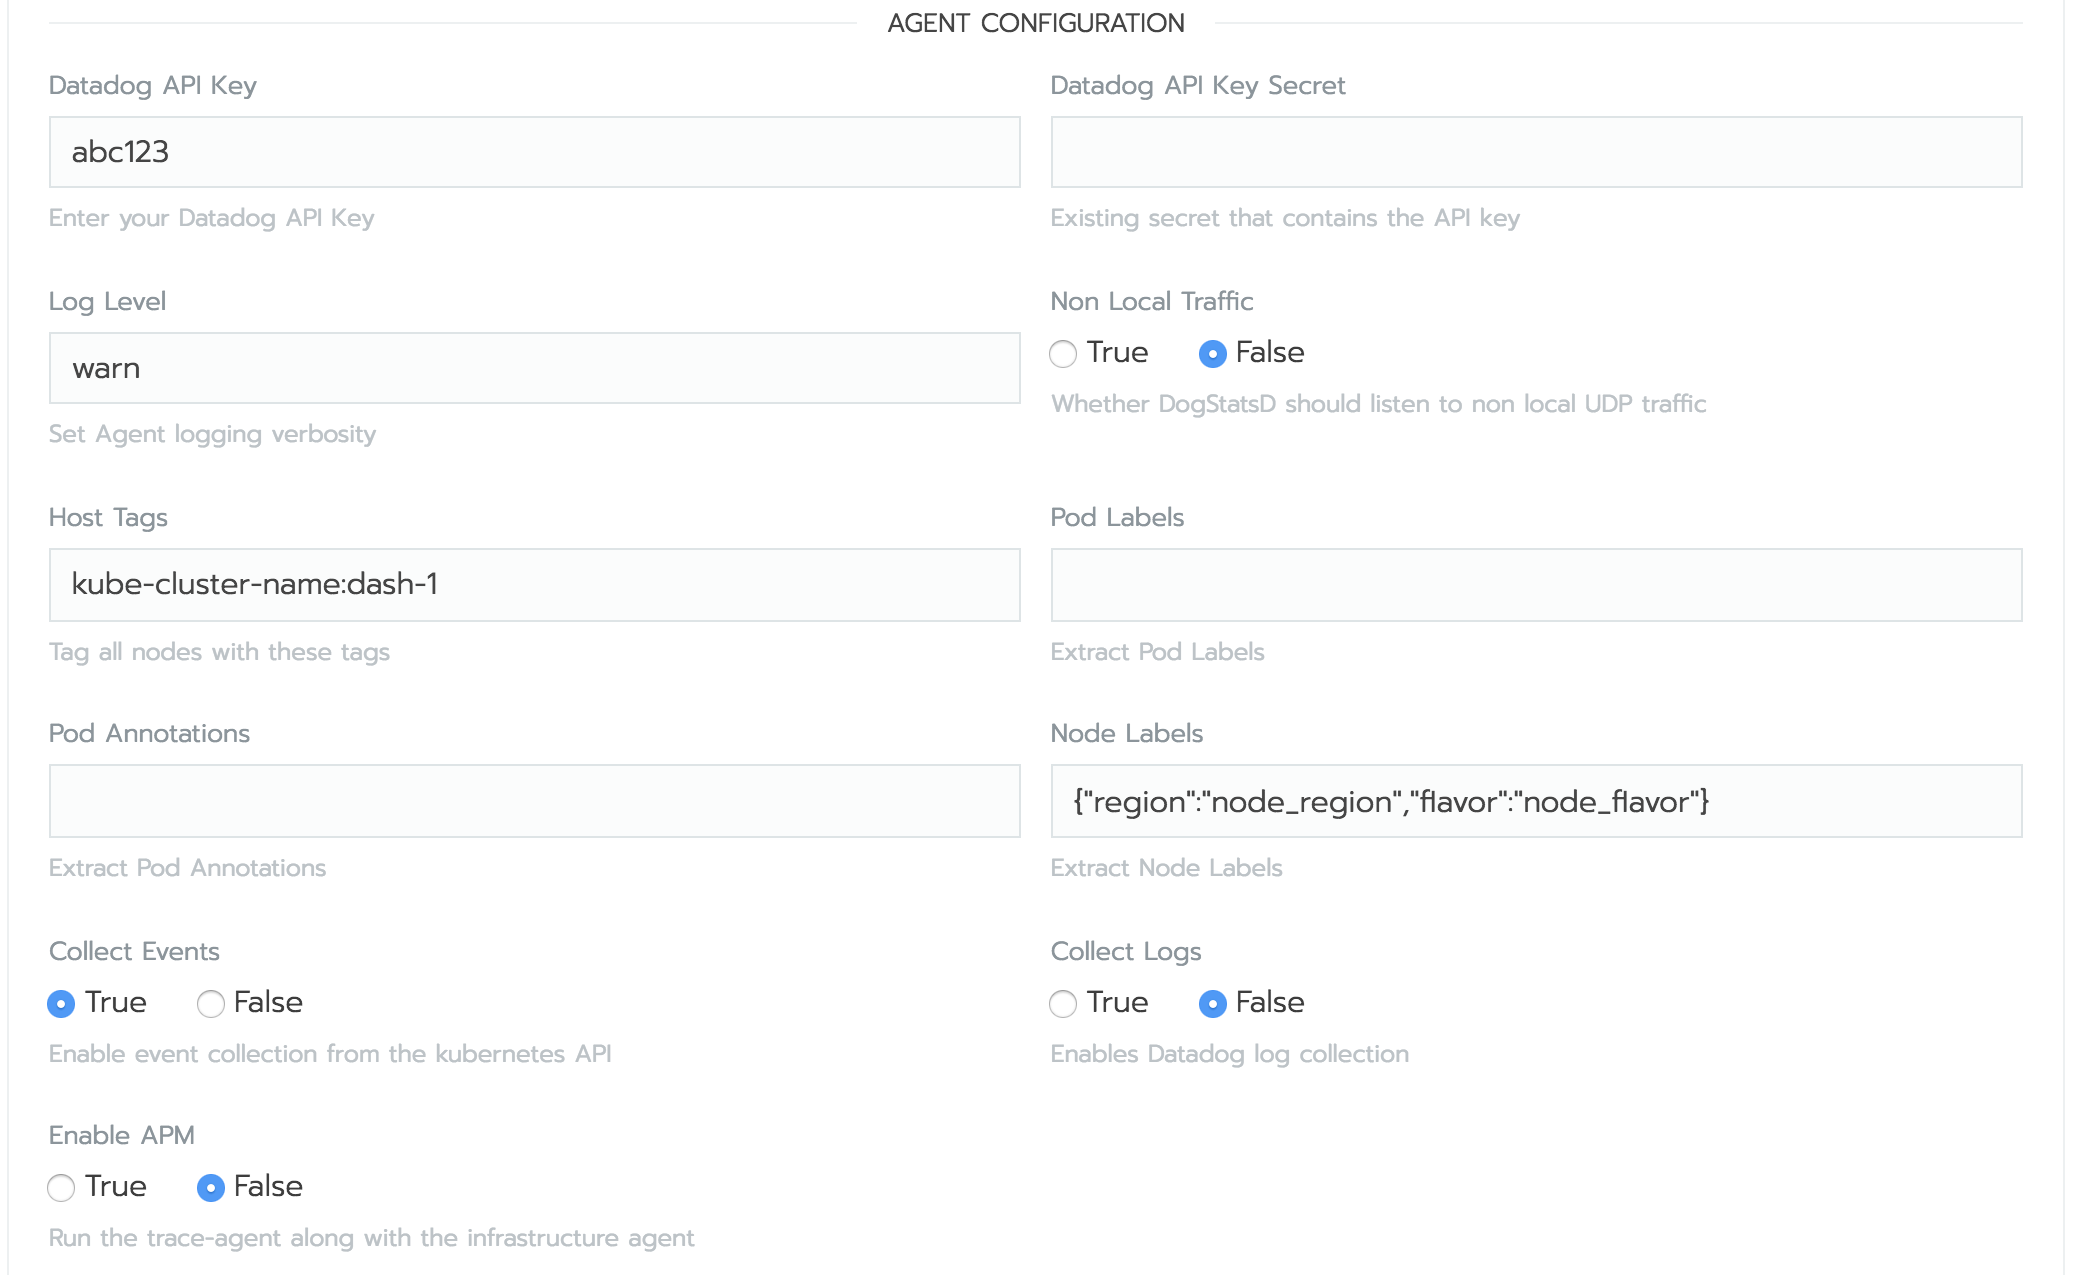 AGENT CONFIGURATION
Datadog API Key
Datadog API Key Secret
abc123
Enter your Datadog API Key
Existing secret that contains the API key
Log Level
Non Local Traffic
warn
True False
Set Agent logging verbosity
Whether DogStatsD should listen to non local UDP traffic
Host Tags
Pod Labels
kube-cluster-name:dash-1
Tag all nodes with these tags
Extract Pod Labels
Pod Annotations
Node Labels
{"region":"node_region","flavor":"node_flavor"}
Extract Pod Annotations
Extract Node Labels
Collect Events
Collect Logs
True False
True False
Enable event collection from the kubernetes API
Enables Datadog log collection
Enable APM
True False
Run the trace-agent along with the infrastructure agent